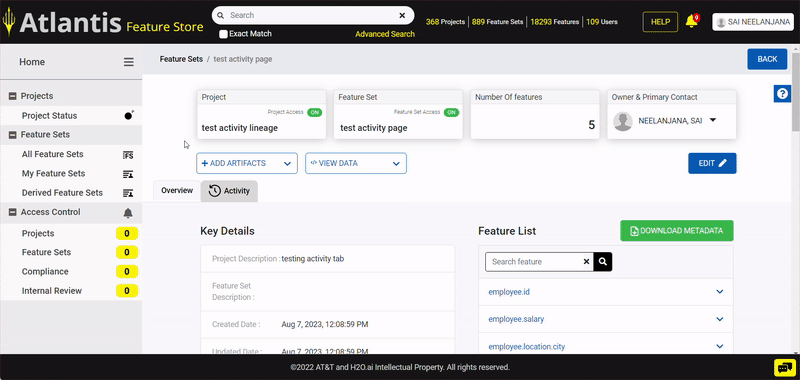 Atlantis Feature Store
Search
Exact Match
Advanced Search
368 Projects | 889 Feature Sets | 18293 Features | 109 Users
HELP
SAI NEELANJANA
Home
Projects
Project Status
Feature Sets
All Feature Sets
FS
My Feature Sets
Derived Feature Sets
Access Control
Projects 0
Feature Sets 0
Compliance 0
Internal Review 0
Feature Sets / test activity page
BACK
?
Project
Project Access ON
test activity lineage
Feature Set
Feature Set Access ON
test activity page
Number Of features
5
Owner & Primary Contact
NEELANJANA, SAI
+ ADD ARTIFACTS
</> VIEW DATA
EDIT
Overview
Activity
Key Details
Project Description : testing activity tab
Feature Set
Description :
Created Date : Aug 7, 2023, 12:08:59 PM
Updated Date : Aug 7, 2023, 12:08:59 PM
Feature List
DOWNLOAD METADATA
Search feature
employee.id
employee.salary
employee.location.city
©2022 AT&T and H2O.ai Intellectual Property. All rights reserved.